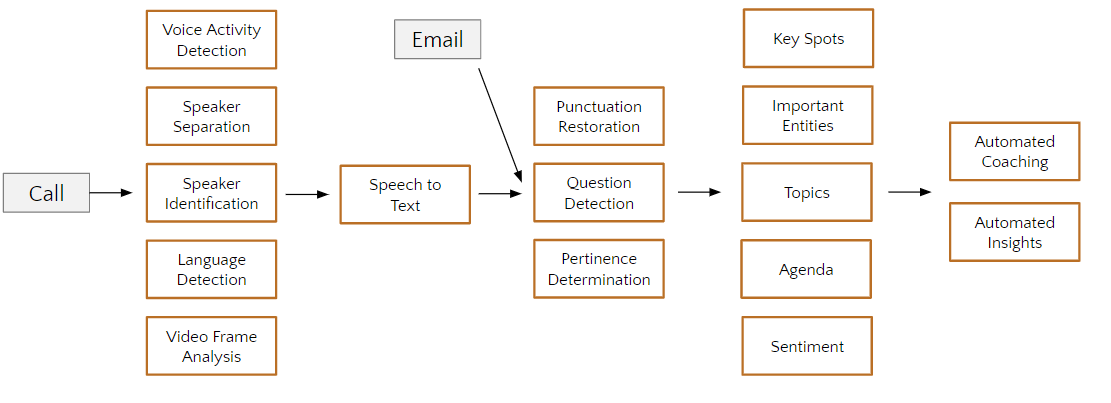 Call
Voice Activity
Detection
Speaker
Separation
Speaker
Identification
Language
Detection
Video Frame
Analysis
Speech to
Text
Email
Punctuation
Restoration
Question
Detection
Pertinence
Determination
Key Spots
Important
Entities
Topics
Agenda
Sentiment
Automated
Coaching
Automated
Insights